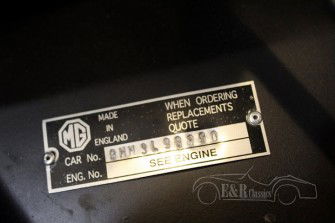 MG
MADE IN ENGLAND
WHEN ORDERING REPLACEMENTS QUOTE
CAR No.
ENG. No. SEE ENGINE
E&R Classics